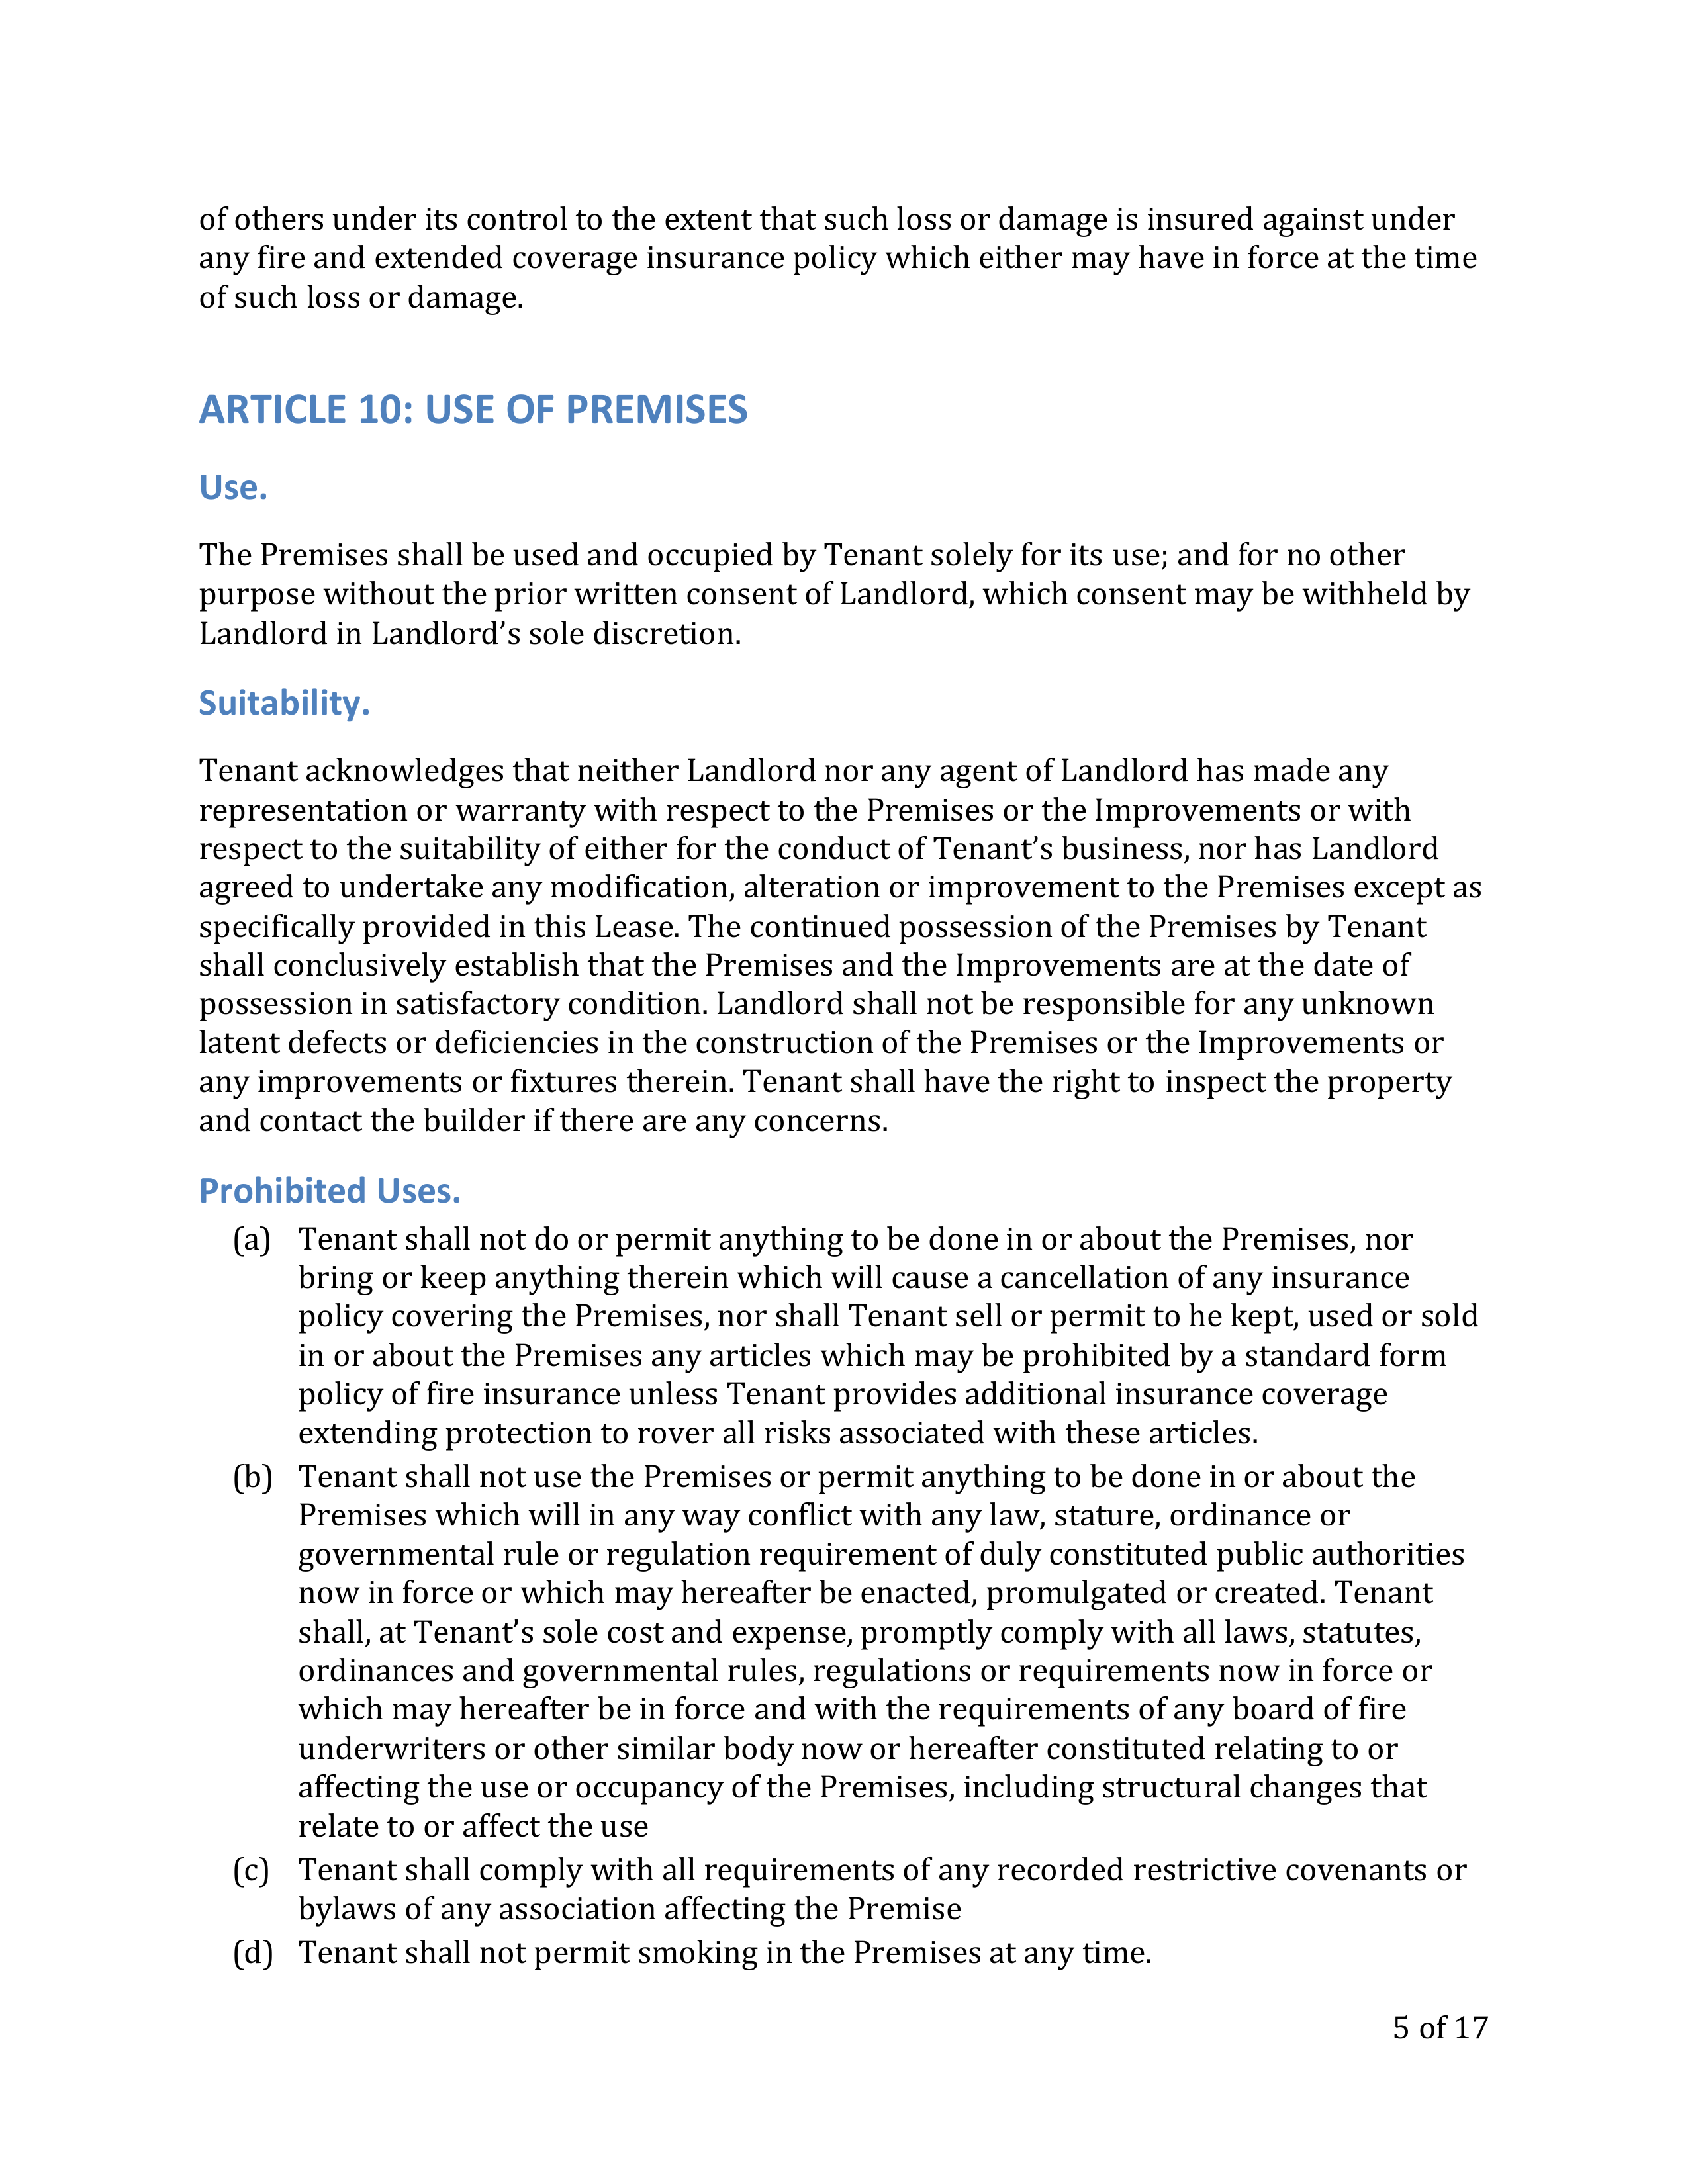 of others under its control to the extent that such loss or damage is insured against under
any fire and extended coverage insurance policy which either may have in force at the time
of such loss or damage.
ARTICLE 10: USE OF PREMISES
Use.
The Premises shall be used and occupied by Tenant solely for its use; and for no other
purpose without the prior written consent of Landlord, which consent may be withheld by
Landlord in Landlord’s sole discretion.
Suitability.
Tenant acknowledges that neither Landlord nor any agent of Landlord has made any
representation or warranty with respect to the Premises or the Improvements or with
respect to the suitability of either for the conduct of Tenant’s business, nor has Landlord
agreed to undertake any modification, alteration or improvement to the Premises except as
specifically provided in this Lease. The continued possession of the Premises by Tenant
shall conclusively establish that the Premises and the Improvements are at the date of
possession in satisfactory condition. Landlord shall not be responsible for any unknown
latent defects or deficiencies in the construction of the Premises or the Improvements or
any improvements or fixtures therein. Tenant shall have the right to inspect the property
and contact the builder if there are any concerns.
Prohibited Uses.
(a) Tenant shall not do or permit anything to be done in or about the Premises, nor
bring or keep anything therein which will cause a cancellation of any insurance
policy covering the Premises, nor shall Tenant sell or permit to he kept, used or sold
in or about the Premises any articles which may be prohibited by a standard form
policy of fire insurance unless Tenant provides additional insurance coverage
extending protection to rover all risks associated with these articles.
(b) Tenant shall not use the Premises or permit anything to be done in or about the
Premises which will in any way conflict with any law, stature, ordinance or
governmental rule or regulation requirement of duly constituted public authorities
now in force or which may hereafter be enacted, promulgated or created. Tenant
shall, at Tenant’s sole cost and expense, promptly comply with all laws, statutes,
ordinances and governmental rules, regulations or requirements now in force or
which may hereafter be in force and with the requirements of any board of fire
underwriters or other similar body now or hereafter constituted relating to or
affecting the use or occupancy of the Premises, including structural changes that
relate to or affect the use
(c) Tenant shall comply with all requirements of any recorded restrictive covenants or
bylaws of any association affecting the Premise
(d) Tenant shall not permit smoking in the Premises at any time.
5 of 17